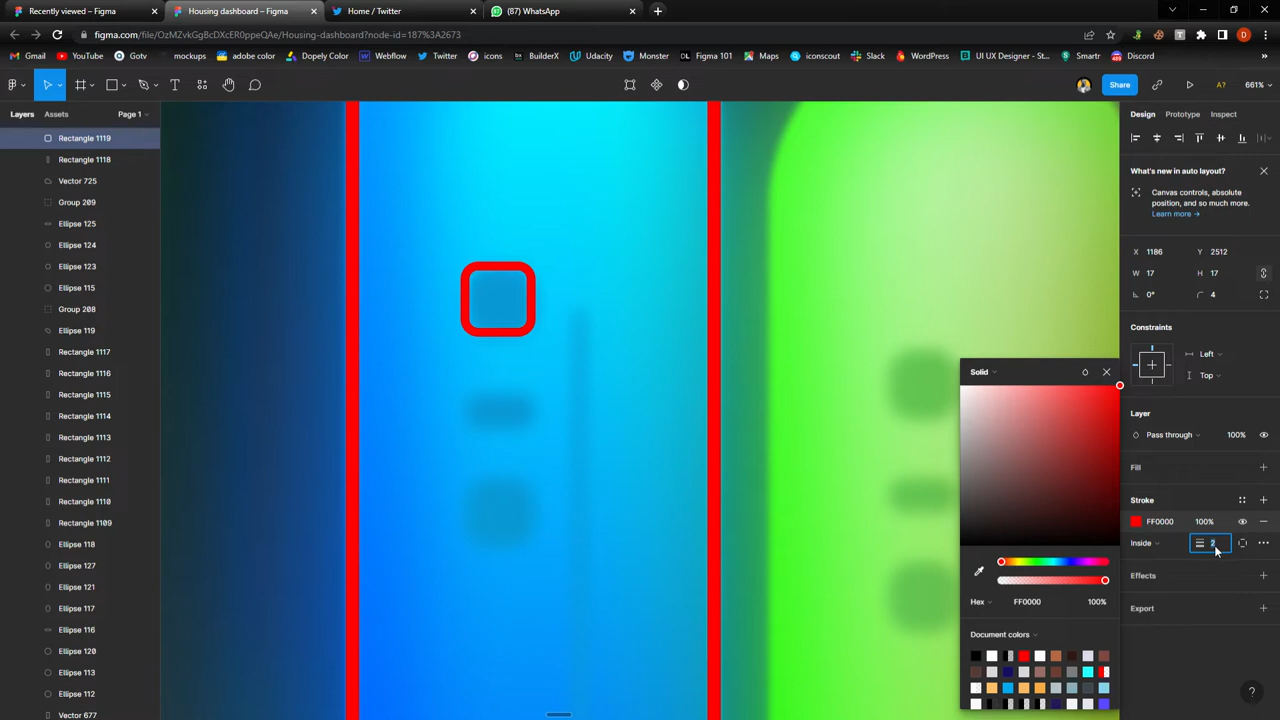 Recently viewed – Figma
Housing dashboard – Figma
Home / Twitter
(87) WhatsApp
figma.com/file/OzMZvkGgBcDXcER0ppeQAe/Housing-dashboard?node-id=187%3A2673
D
Gmail
YouTube
Gotv
mockups
adobe color
Dopely Color
Webflow
Twitter
icons
BuilderX
Udacity
Monster
Figma 101
Maps
iconscout
Slack
WordPress
UI UX Designer - St...
Smartr
Discord
Share
A?
661%
Layers
Assets
Page 1
Rectangle 1119
Rectangle 1118
Vector 725
Group 209
Ellipse 125
Ellipse 124
Ellipse 123
Ellipse 115
Group 208
Ellipse 119
Rectangle 1117
Rectangle 1116
Rectangle 1115
Rectangle 1114
Rectangle 1113
Rectangle 1112
Rectangle 1111
Rectangle 1110
Rectangle 1109
Ellipse 118
Ellipse 127
Ellipse 121
Ellipse 117
Ellipse 116
Ellipse 120
Ellipse 113
Ellipse 112
Vector 677
Design
Prototype
Inspect
What's new in auto layout?
Canvas controls, absolute
position, and so much more.
Learn more →
X 1186
Y 2512
W 17
H 17
0°
4
Constraints
Left
Top
Layer
Pass through
100%
Fill
Stroke
FF0000
100%
Inside
2
Effects
Export
Solid
Hex
FF0000
100%
Document colors
?